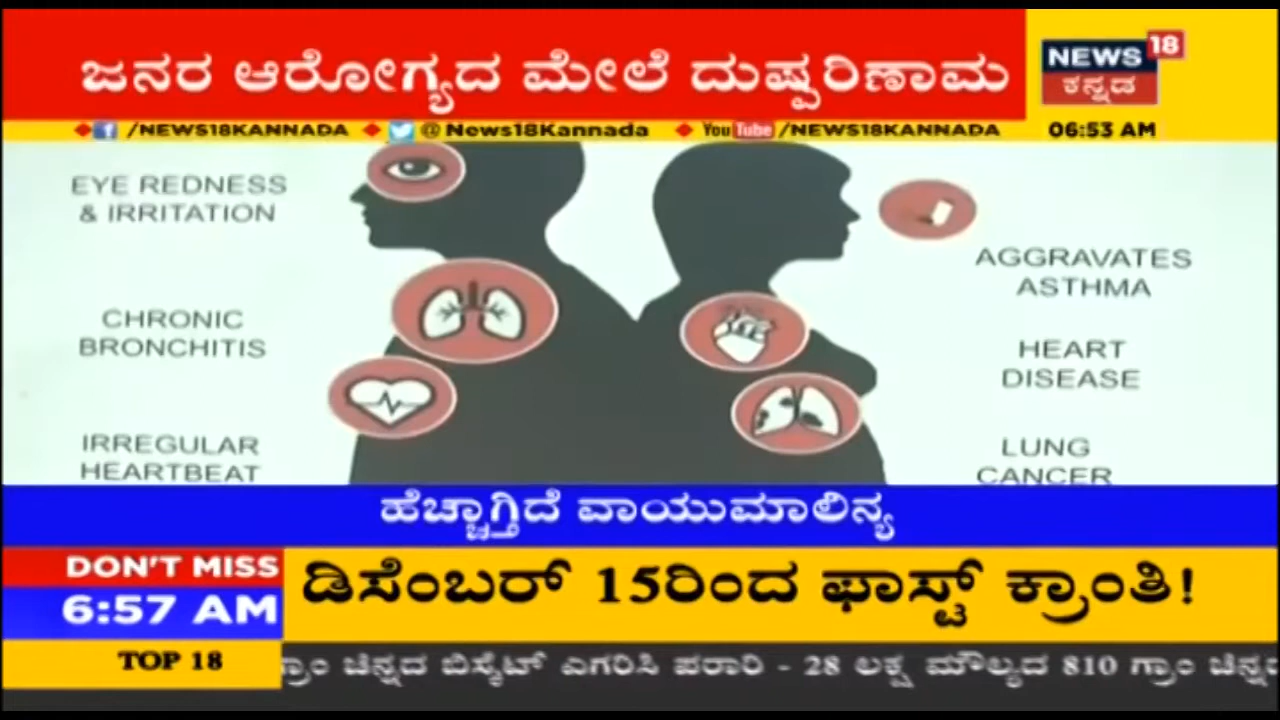 ಜನರ ಆರೋಗ್ಯದ ಮೇಲೆ ದುಷ್ಪರಿಣಾಮ
NEWS 18
ಕನ್ನಡ
/NEWS18KANNADA @News18Kannada YouTube /NEWS18KANNADA 06:53 AM
EYE REDNESS
& IRRITATION
CHRONIC
BRONCHITIS
IRREGULAR
HEARTBEAT
AGGRAVATES
ASTHMA
HEART
DISEASE
LUNG
CANCER
ಹೆಚ್ಚಾಗ್ತಿದೆ ವಾಯುಮಾಲಿನ್ಯ
DON'T MISS
6:57 AM
ಡಿಸೆಂಬರ್ 15ರಿಂದ ಫಾಸ್ಟ್ ಕ್ರಾಂತಿ!
TOP 18
ಗ್ರಾಂ ಚಿನ್ನದ ಬಿಸ್ಕೆಟ್ ಎಗರಿಸಿ ಪರಾರಿ - 28 ಲಕ್ಷ ಮೌಲ್ಯದ 810 ಗ್ರಾಂ